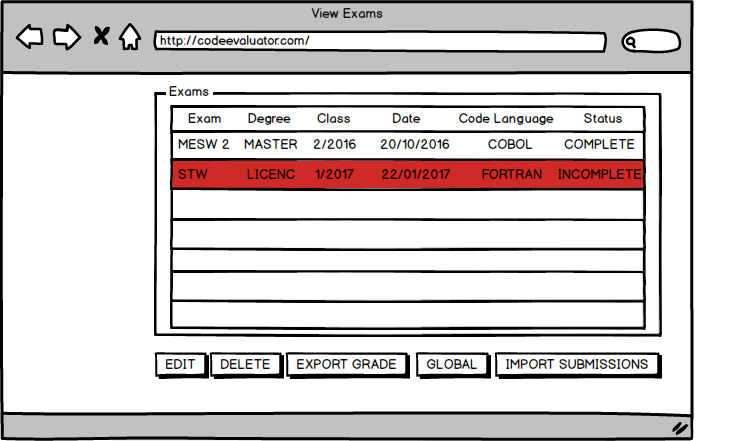 View Exams
http://codeevaluator.com/
Exams
Exam Degree Class Date Code Language Status
MESW 2 MASTER 2/2016 20/10/2016 COBOL COMPLETE
STW LICENC 1/2017 22/01/2017 FORTRAN INCOMPLETE
EDIT DELETE EXPORT GRADE GLOBAL IMPORT SUBMISSIONS